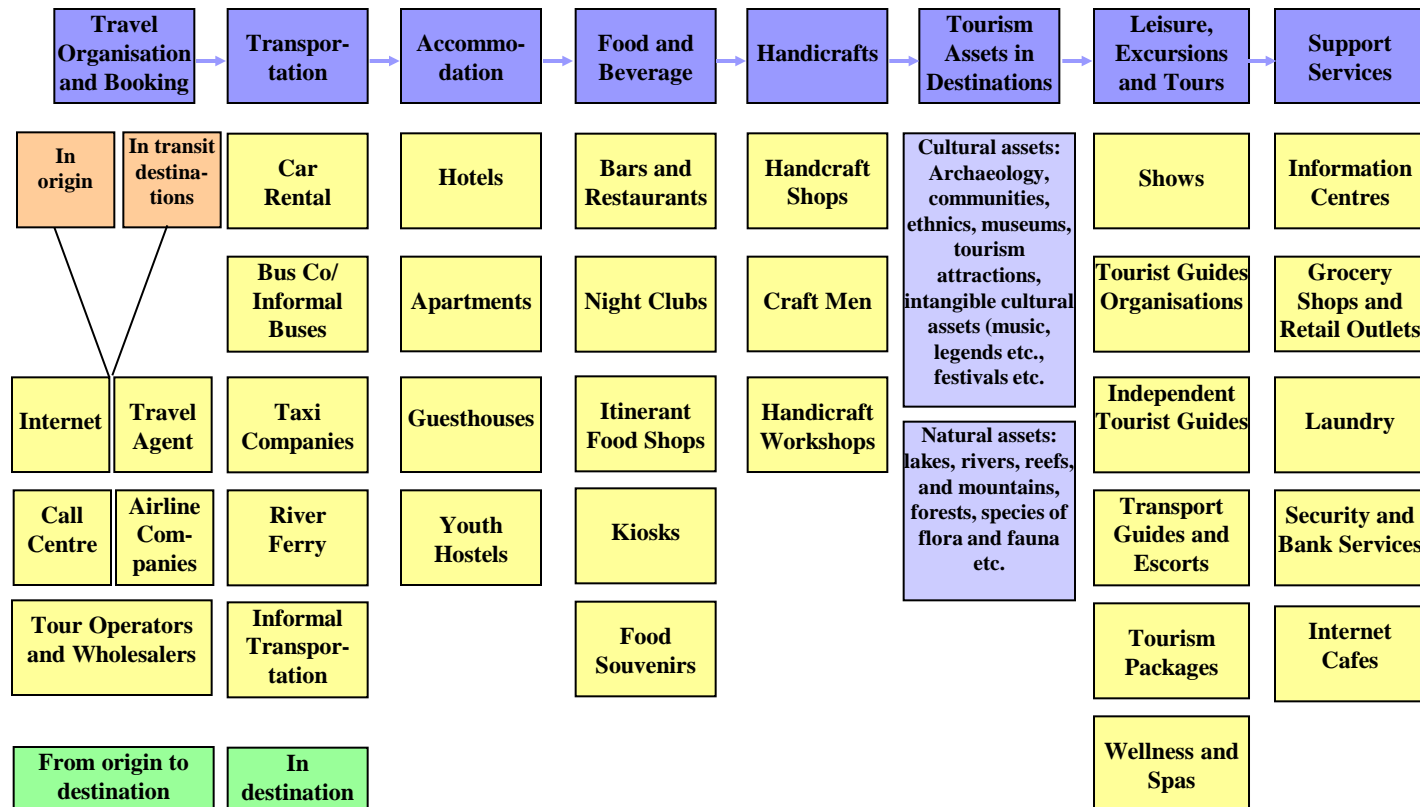 Travel
Organisation
and Booking
Transpor-
tation
Accommo-
dation
Food and
Beverage
Handicrafts
Tourism
Assets in
Destinations
Leisure,
Excursions
and Tours
Support
Services
In
origin
In transit
destina-
tions
Internet
Travel
Agent
Call
Centre
Airline
Com-
panies
Tour Operators
and Wholesalers
From origin to
destination
Car
Rental
Bus Co/
Informal
Buses
Taxi
Companies
River
Ferry
Informal
Transpor-
tation
In
destination
Hotels
Apartments
Guesthouses
Youth
Hostels
Bars and
Restaurants
Night Clubs
Itinerant
Food Shops
Kiosks
Food
Souvenirs
Handcraft
Shops
Craft Men
Handicraft
Workshops
Cultural assets:
Archaeology,
communities,
ethnics, museums,
tourism
attractions,
intangible cultural
assets (music,
legends etc.,
festivals etc.
Natural assets:
lakes, rivers, reefs,
and mountains,
forests, species of
flora and fauna
etc.
Shows
Tourist Guides
Organisations
Independent
Tourist Guides
Transport
Guides and
Escorts
Tourism
Packages
Wellness and
Spas
Information
Centres
Grocery
Shops and
Retail Outlets
Laundry
Security and
Bank Services
Internet
Cafes